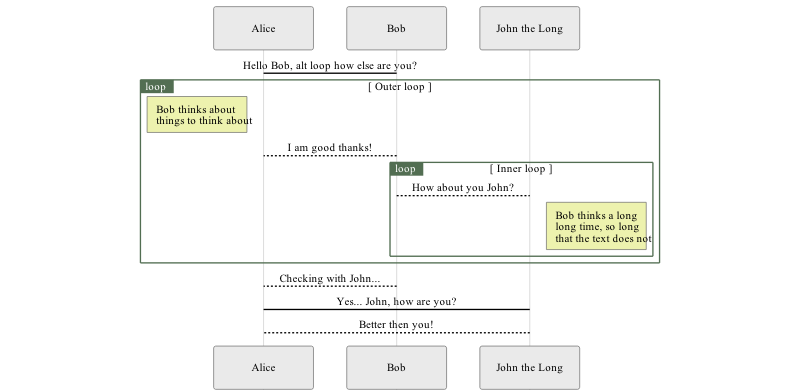 Alice
Bob
John the Long
Hello Bob, alt loop how else are you?
loop
[ Outer loop ]
Bob thinks about
things to think about
I am good thanks!
loop
[ Inner loop ]
How about you John?
Bob thinks a long
long time, so long
that the text does not
Checking with John...
Yes... John, how are you?
Better then you!
Alice
Bob
John the Long